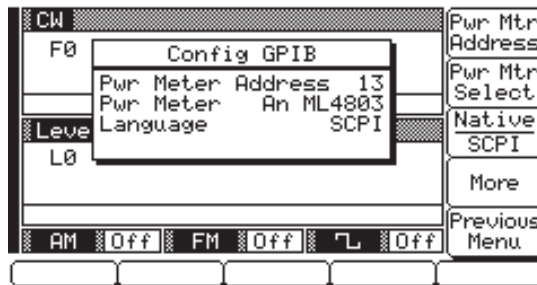 CW
F0
Config GPIB
Pwr Meter Address 13
Pwr Meter An ML4803
Language SCPI
Leve
L0
AM Off FM Off Off
Pwr Mtr
Address
Pwr Mtr
Select
Native
SCPI
More
Previous
Menu